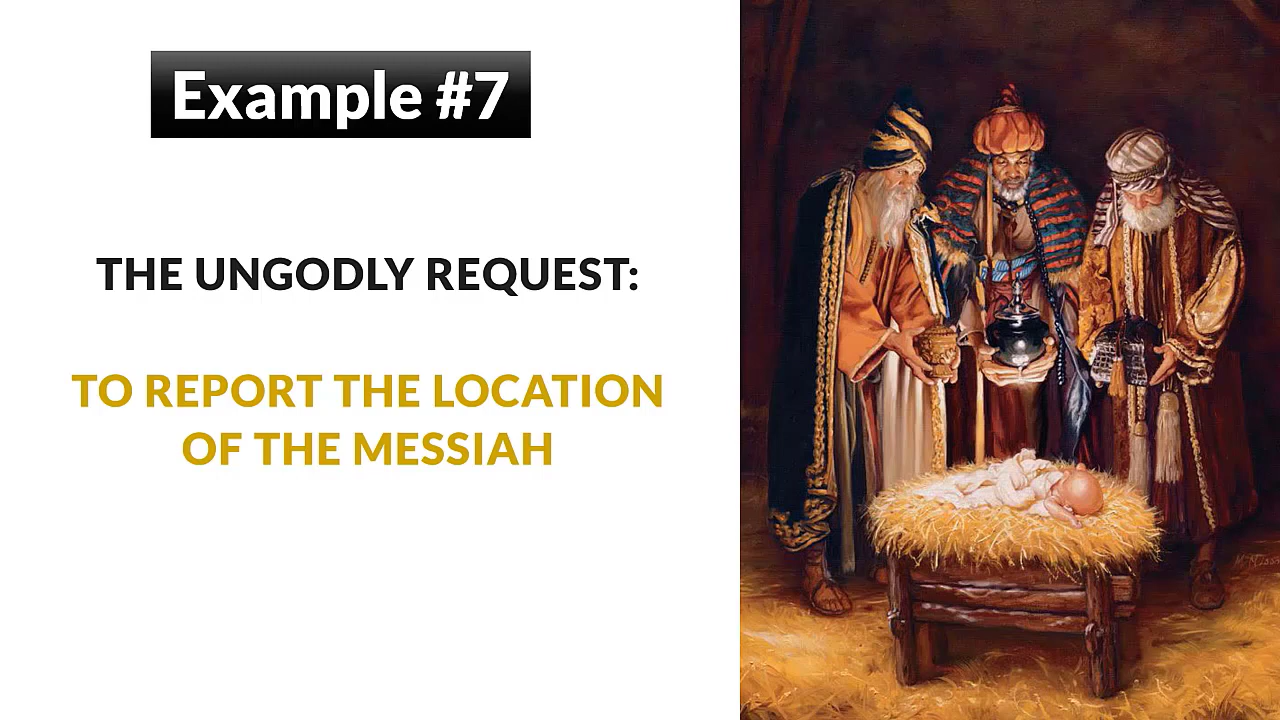 Example #7
THE UNGODLY REQUEST:
TO REPORT THE LOCATION
OF THE MESSIAH